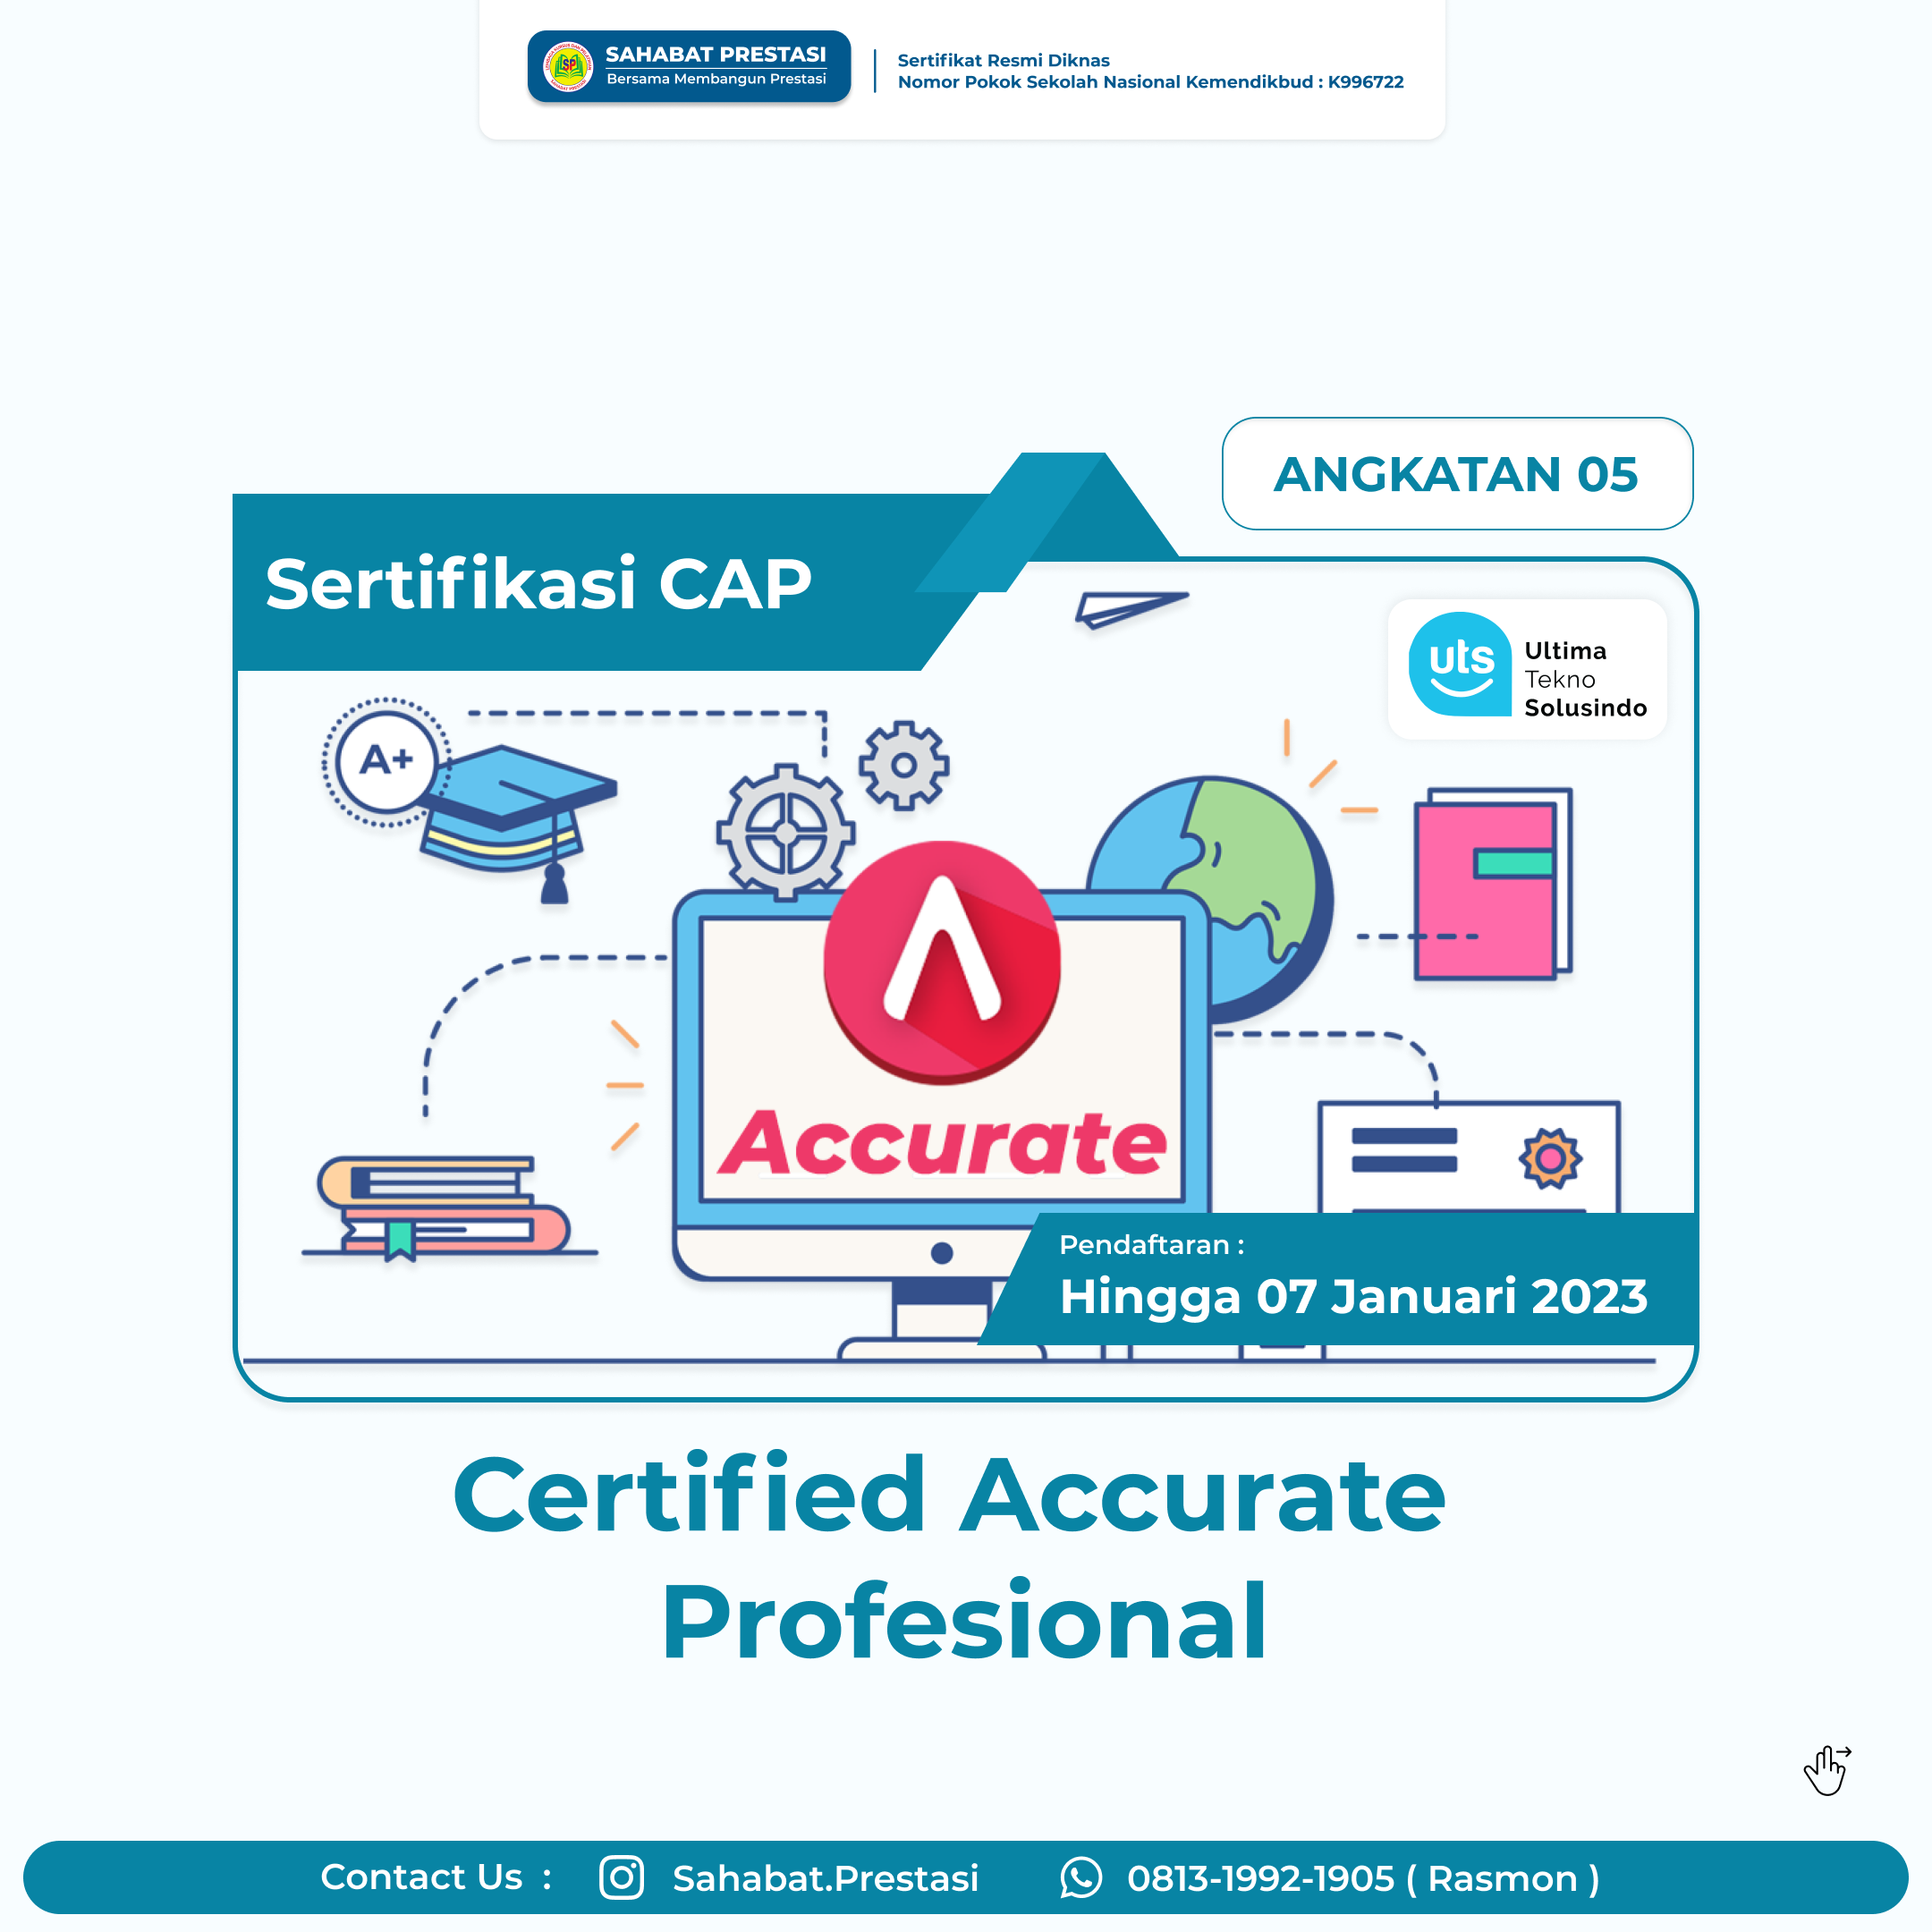 SAHABAT PRESTASI
Bersama Membangun Prestasi
Sertifikat Resmi Diknas
Nomor Pokok Sekolah Nasional Kemendikbud : K996722
ANGKATAN 05
Sertifikasi CAP
uts
Ultima
Tekno
Solusindo
A+
Accurate
Pendaftaran :
Hingga 07 Januari 2023
Certified Accurate
Profesional
Contact Us :
Sahabat.Prestasi
0813-1992-1905 ( Rasmon )